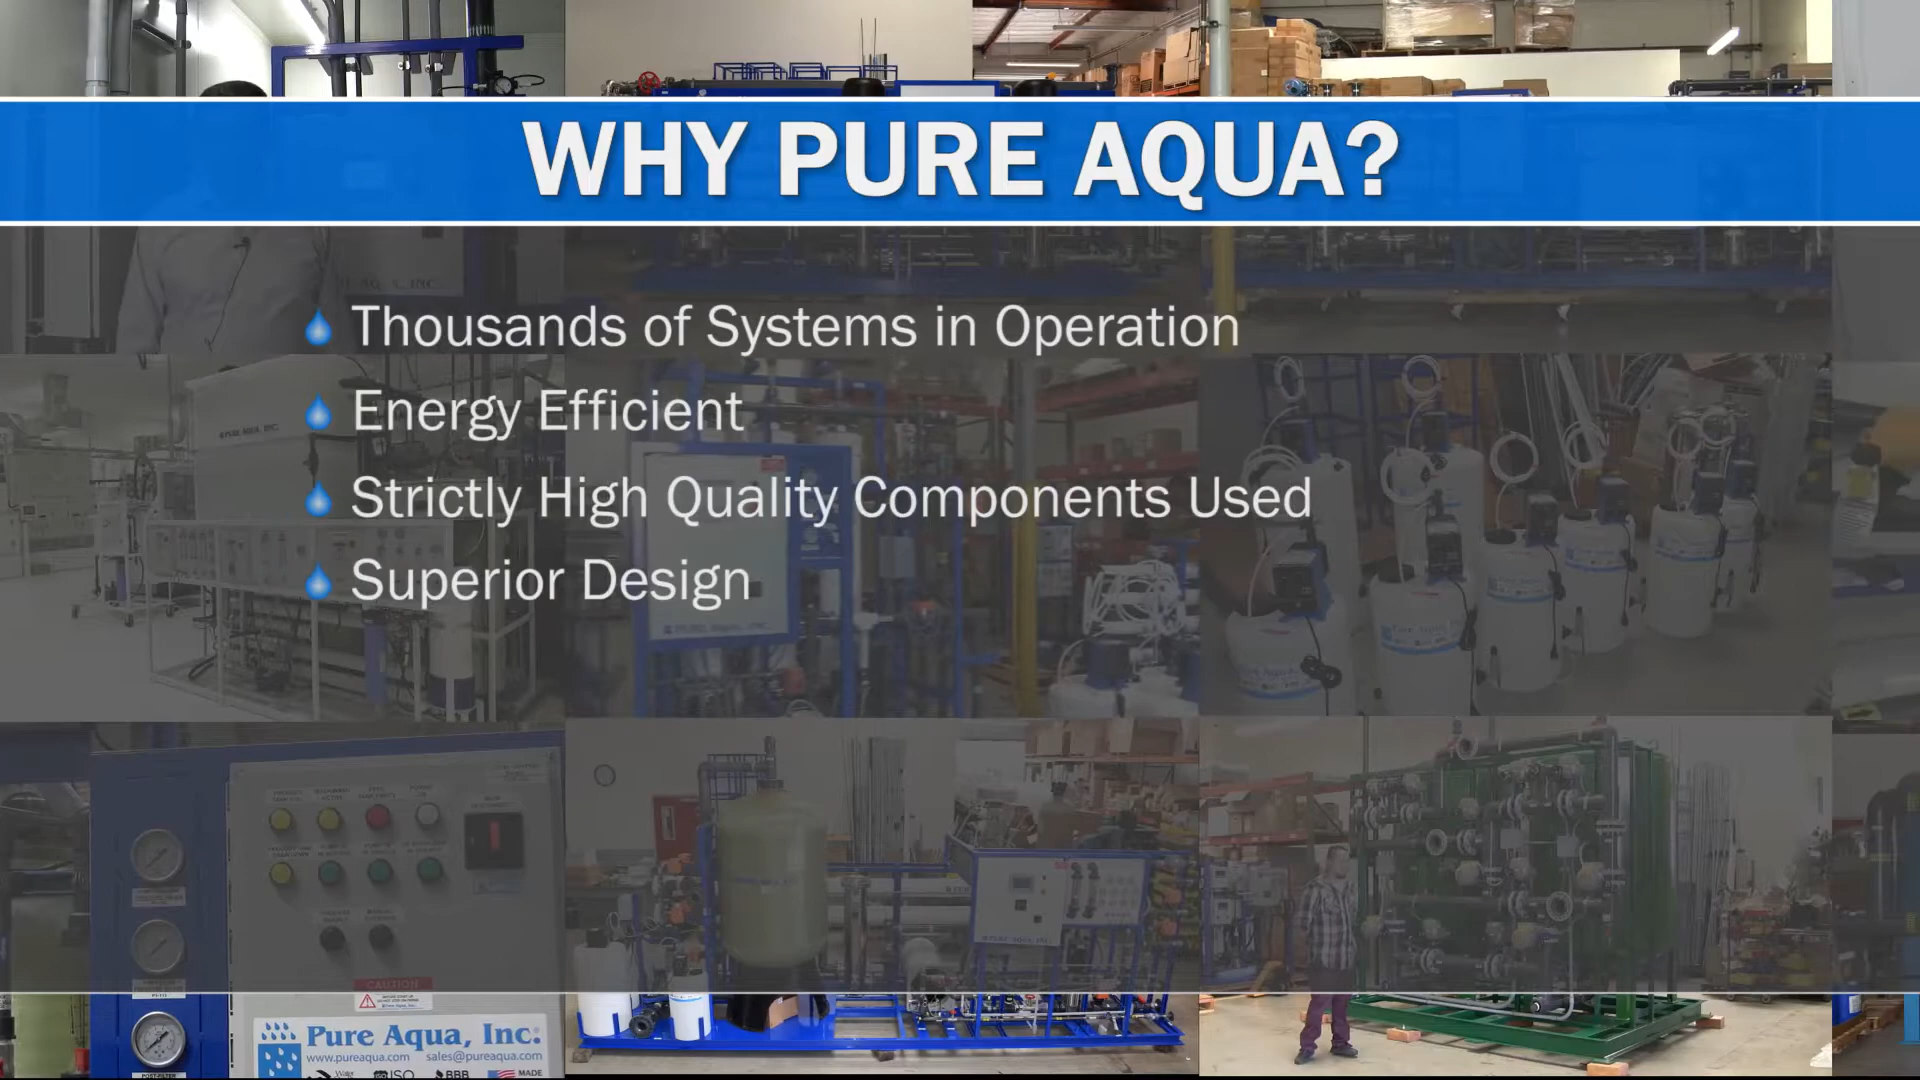 WHY PURE AQUA?
Thousands of Systems in Operation
Energy Efficient
Strictly High Quality Components Used
Superior Design
CAUTION
Pure Aqua, Inc.
www.pureaqua.com sales@pureaqua.com
ISO BBB MADE